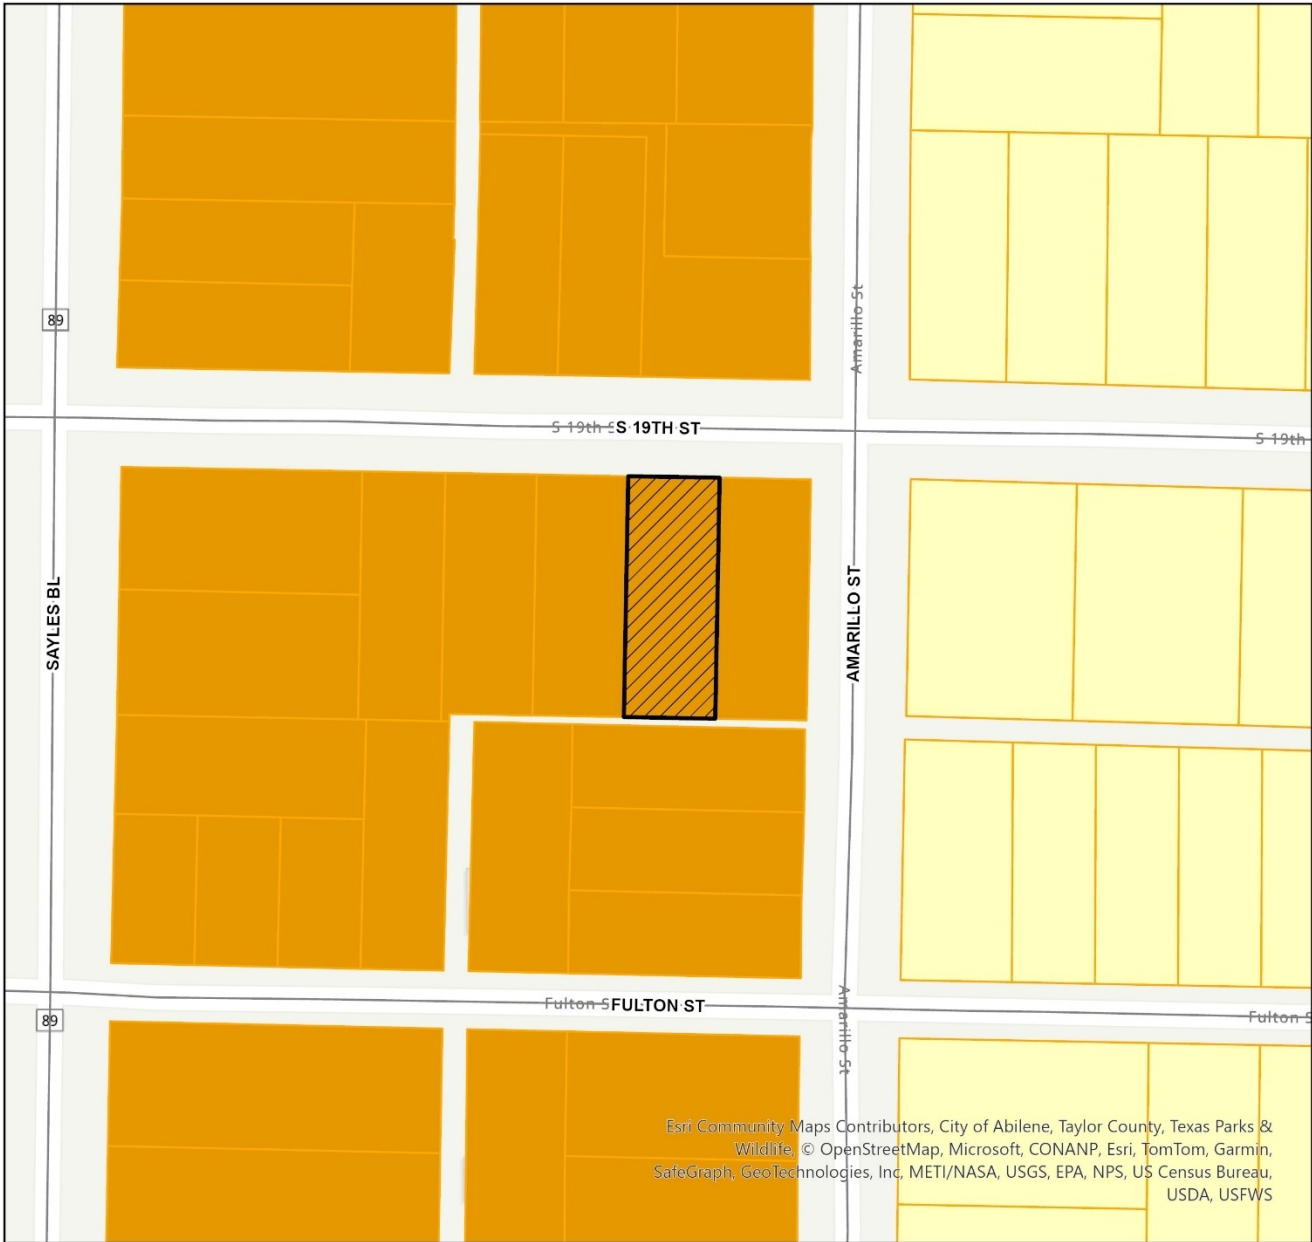 Amarillo St
89
S 19th S
S 19TH ST
S 19th
SAYLES BL
AMARILLO ST
Fulton S
FULTON ST
Fulton S
89
Amarillo St
Esri Community Maps Contributors, City of Abilene, Taylor County, Texas Parks &
Wildlife, © OpenStreetMap, Microsoft, CONANP, Esri, TomTom, Garmin,
SafeGraph, GeoTechnologies, Inc, METI/NASA, USGS, EPA, NPS, US Census Bureau,
USDA, USFWS